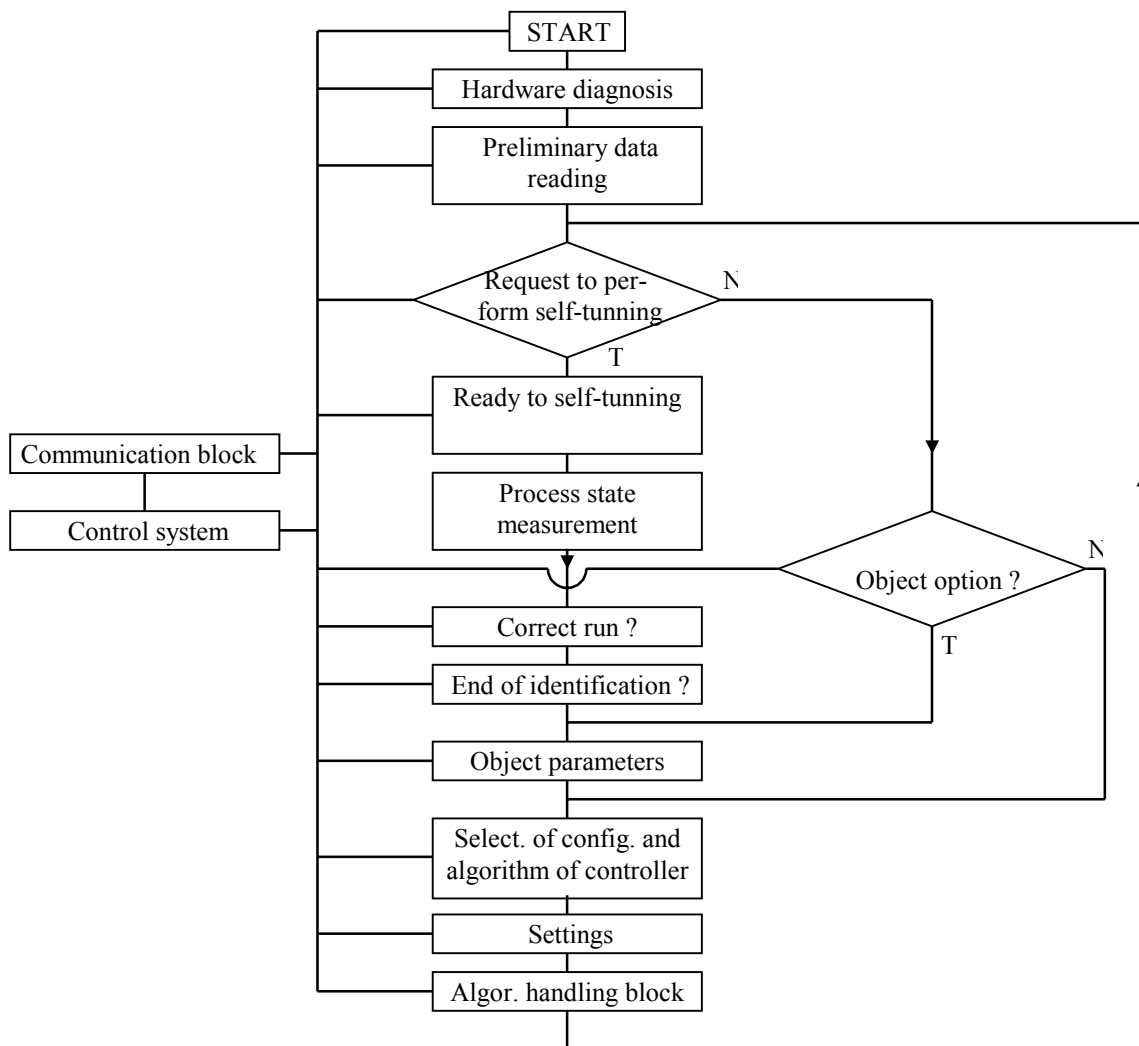 START
Hardware diagnosis
Preliminary data
reading
Request to per-
form self-tunning
N
T
Ready to self-tunning
Communication block
Process state
measurement
Control system
N
Object option ?
Correct run ?
T
End of identification ?
Object parameters
Select. of config. and
algorithm of controller
Settings
Algor. handling block